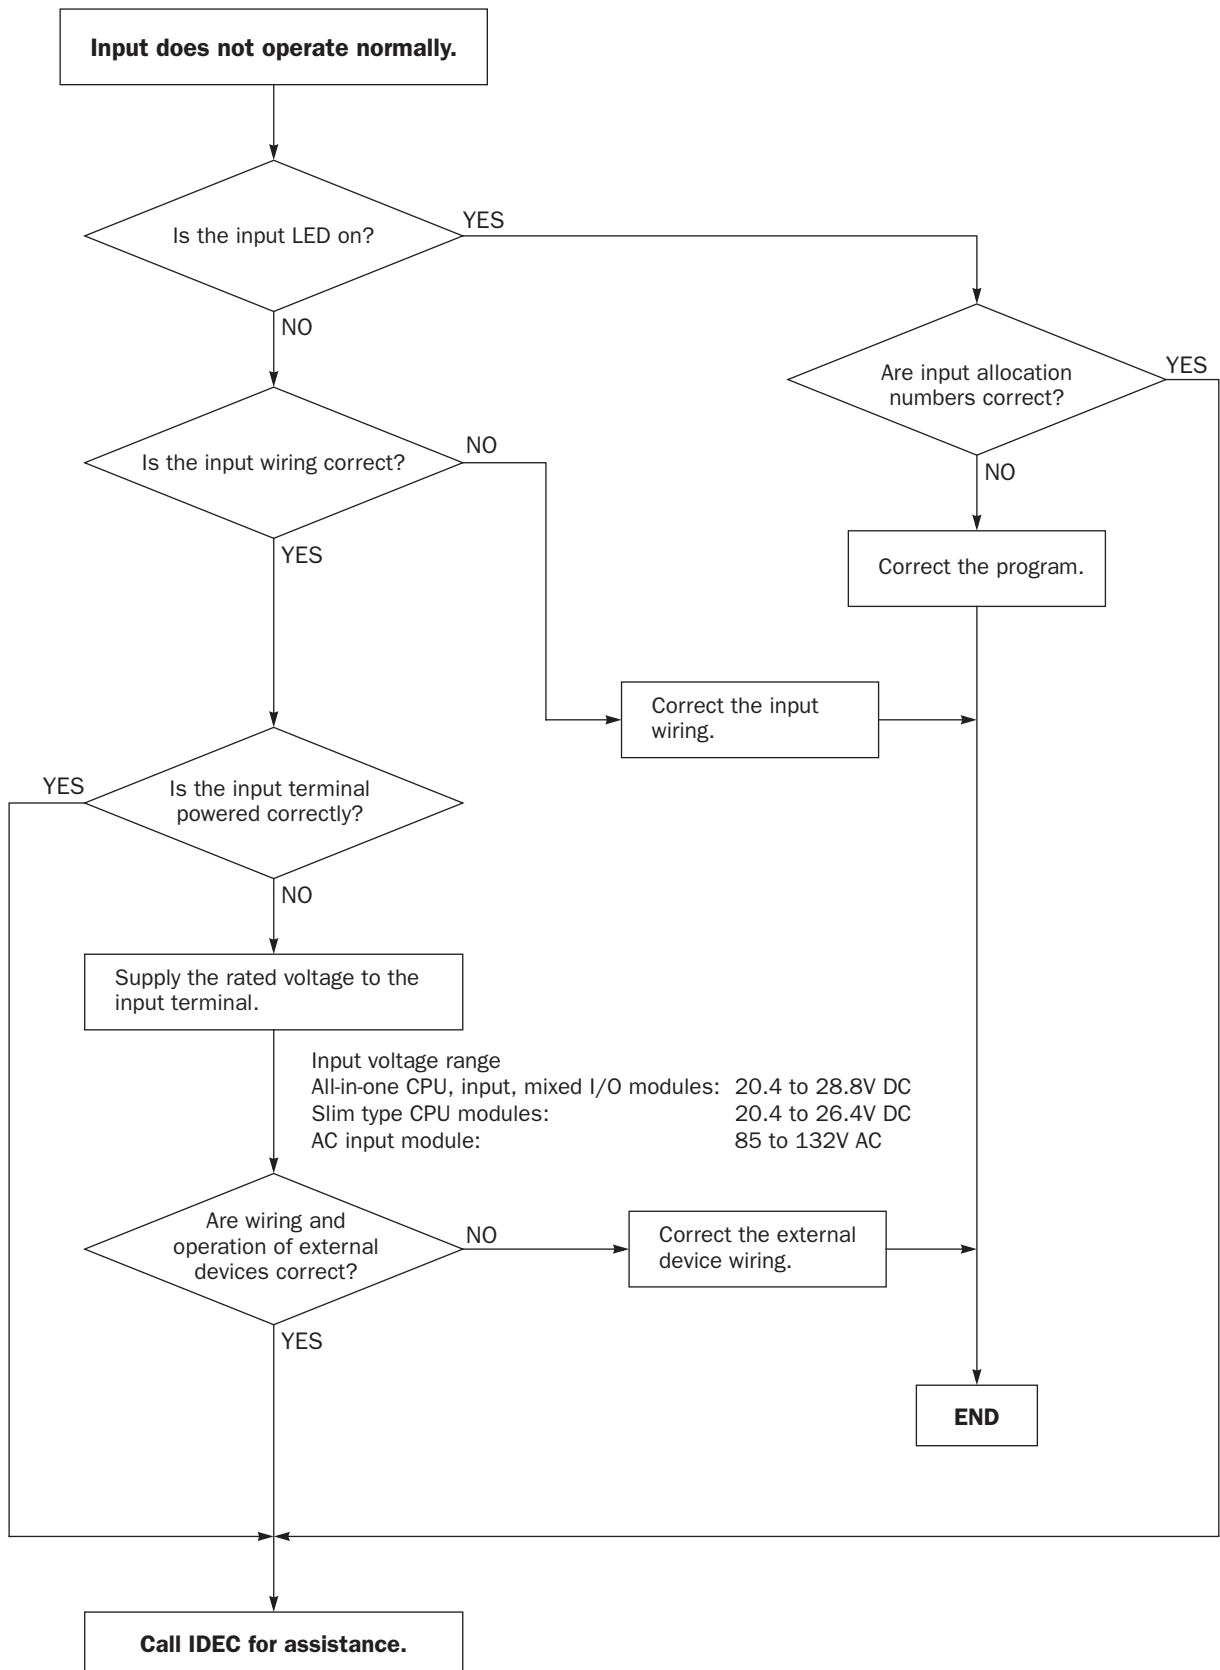 Input does not operate normally.
Is the input LED on?
YES
NO
Are input allocation
numbers correct?
YES
NO
Is the input wiring correct?
NO
YES
Correct the program.
Correct the input
wiring.
Is the input terminal
powered correctly?
YES
NO
Supply the rated voltage to the
input terminal.
Input voltage range
All-in-one CPU, input, mixed I/O modules: 20.4 to 28.8V DC
Slim type CPU modules: 20.4 to 26.4V DC
AC input module: 85 to 132V AC
Are wiring and
operation of external
devices correct?
NO
YES
Correct the external
device wiring.
END
Call IDEC for assistance.